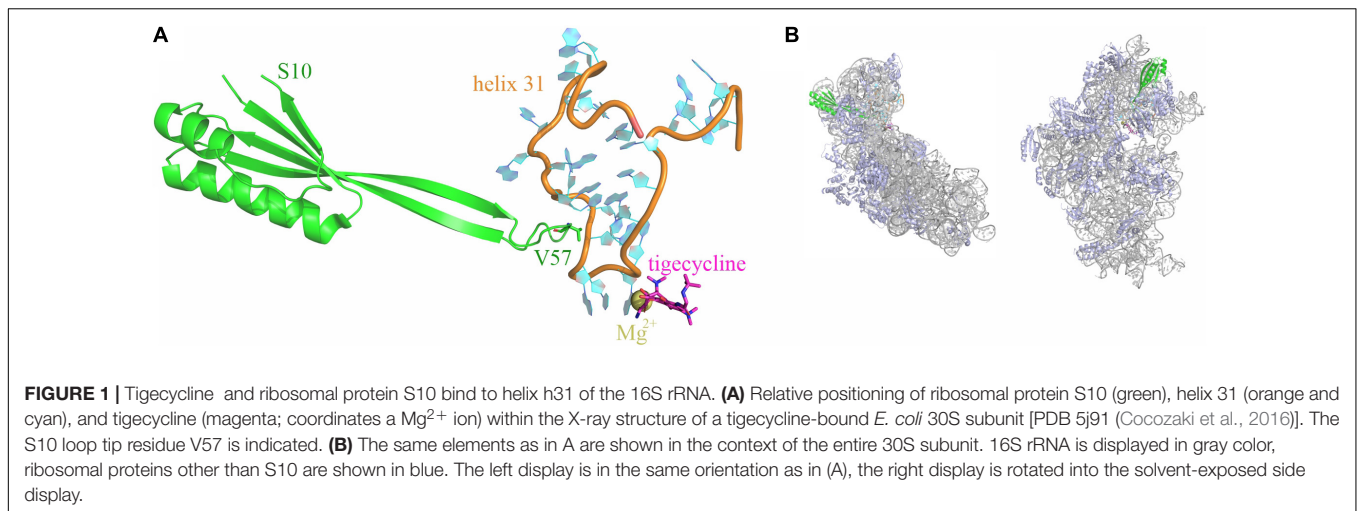 A
B
S10
helix 31
V57
tigecycline
Mg2+
FIGURE 1 | Tigecycline and ribosomal protein S10 bind to helix h31 of the 16S rRNA. (A) Relative positioning of ribosomal protein S10 (green), helix 31 (orange and
cyan), and tigecycline (magenta; coordinates a Mg2+ ion) within the X-ray structure of a tigecycline-bound E. coli 30S subunit [PDB 5j91 (Cocozaki et al., 2016)]. The
S10 loop tip residue V57 is indicated. (B) The same elements as in A are shown in the context of the entire 30S subunit. 16S rRNA is displayed in gray color,
ribosomal proteins other than S10 are shown in blue. The left display is in the same orientation as in (A), the right display is rotated into the solvent-exposed side
display.